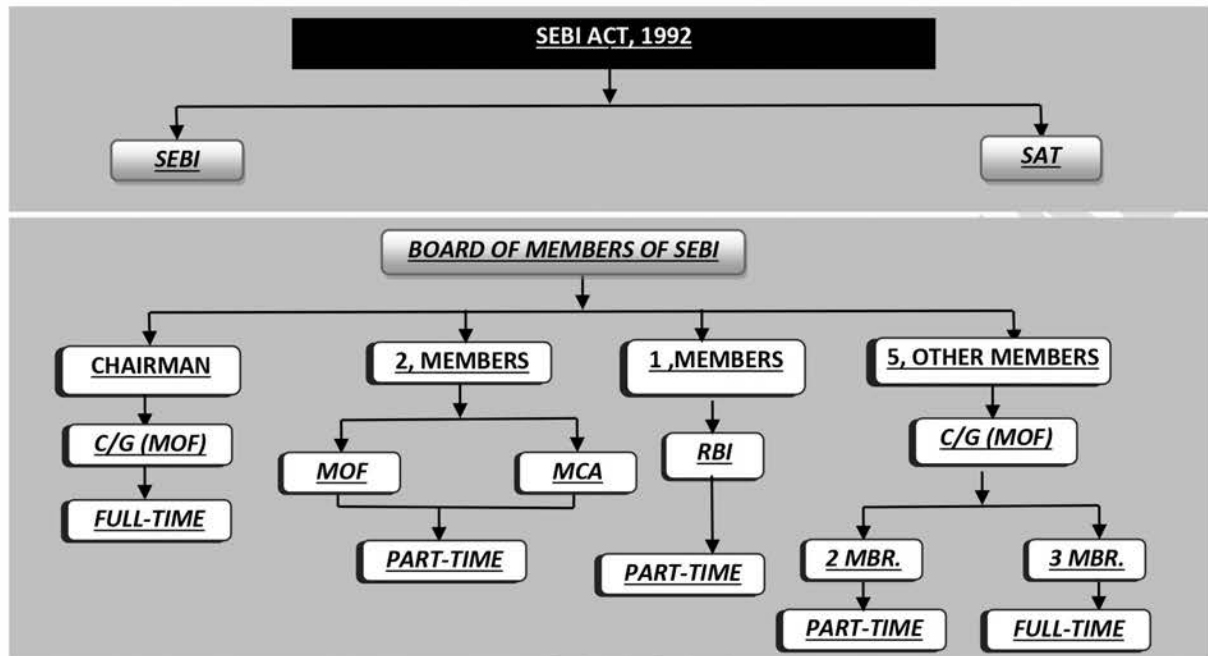 SEBI ACT, 1992
SEBI
SAT
BOARD OF MEMBERS OF SEBI
CHAIRMAN
2, MEMBERS
1 ,MEMBERS
5, OTHER MEMBERS
C/G (MOF)
MOF
MCA
RBI
C/G (MOF)
FULL-TIME
PART-TIME
PART-TIME
2 MBR.
3 MBR.
PART-TIME
FULL-TIME